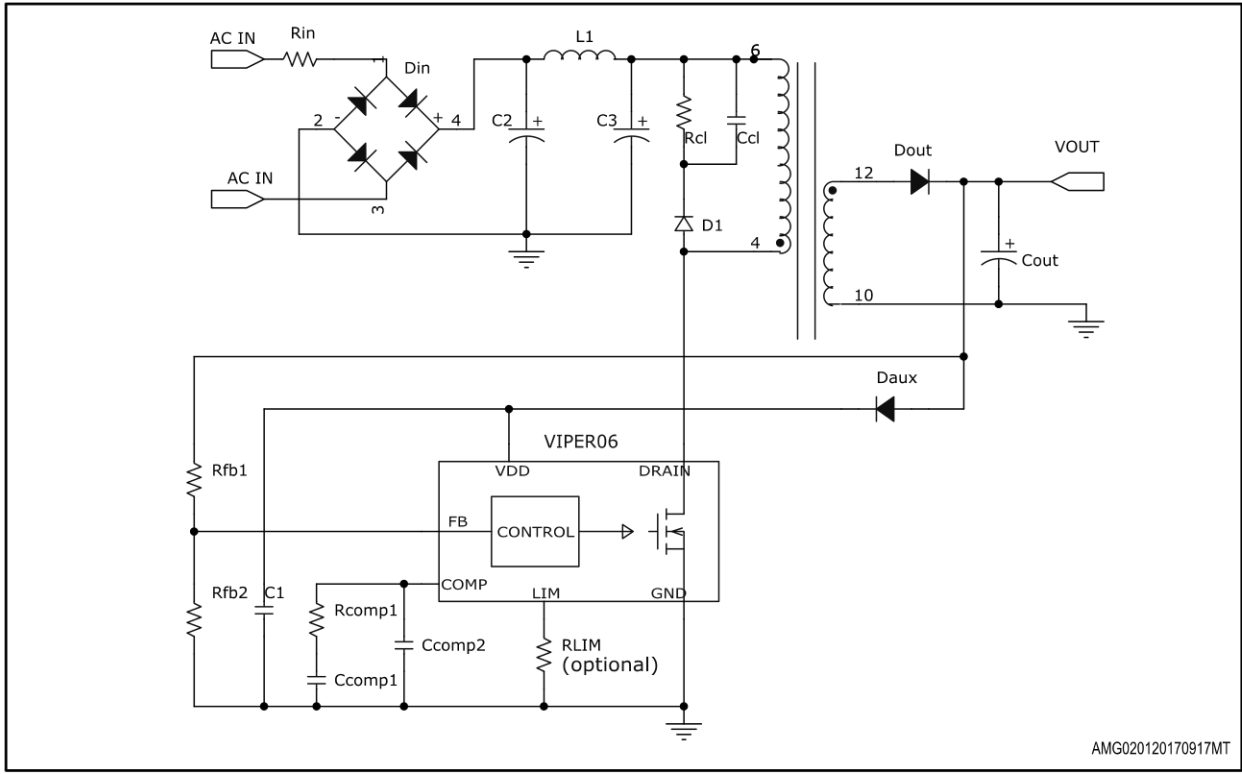 AC IN
Rin
1
Din
2
-
+
4
AC IN
3
C2
+
L1
C3
+
Rcl
Ccl
6
D1
4
12
Dout
VOUT
+
Cout
10
Daux
VIPER06
VDD
DRAIN
Rfb1
FB
CONTROL
Rfb2
C1
COMP
LIM
GND
Rcomp1
Ccomp2
Ccomp1
RLIM
(optional)
AMG020120170917MT